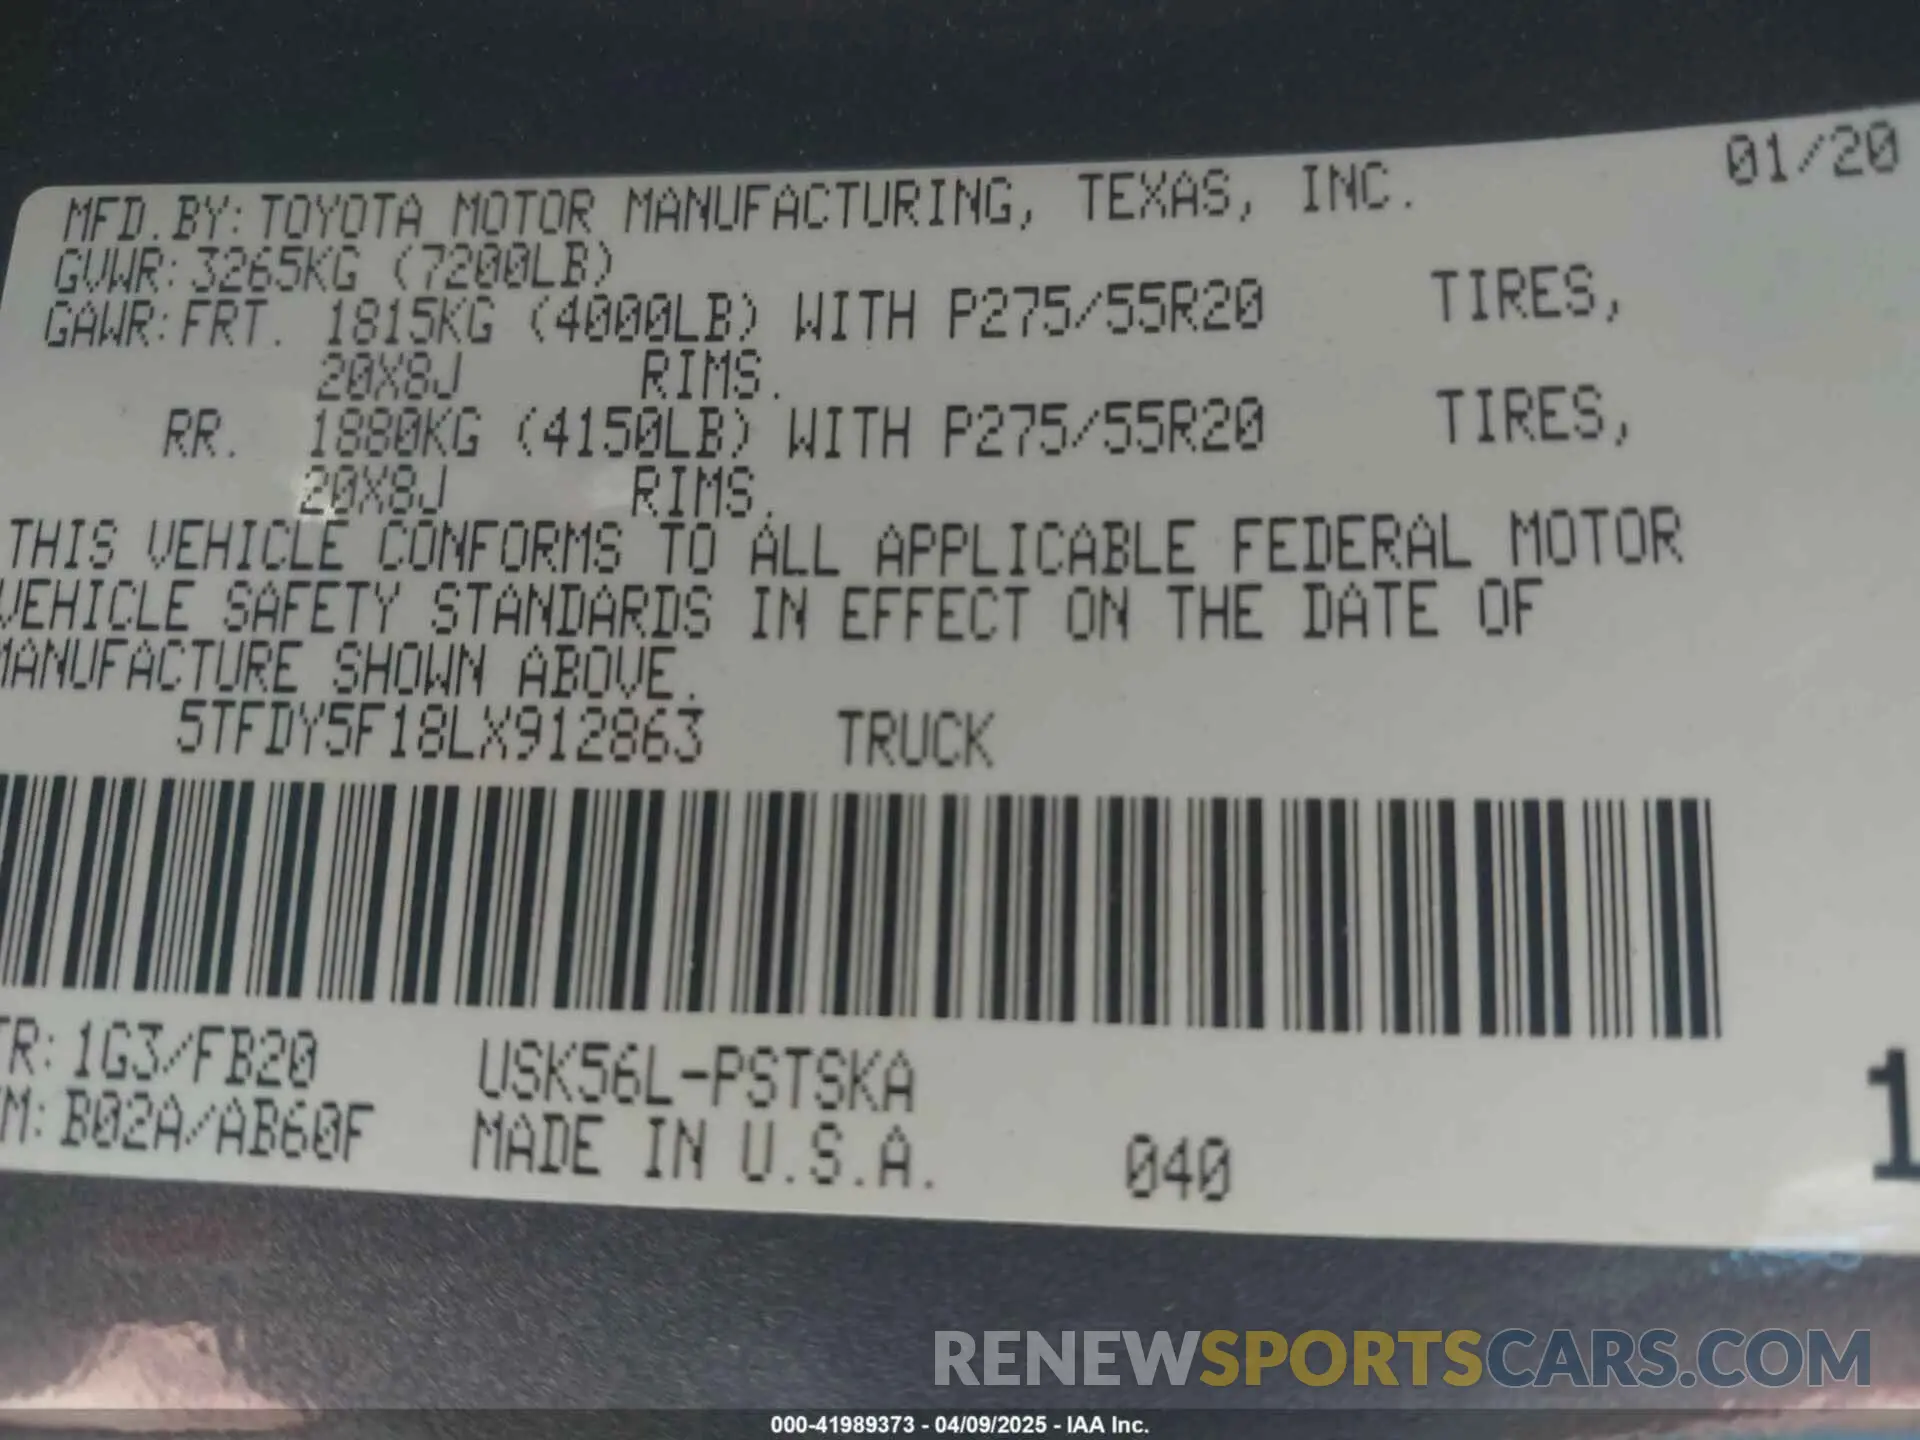 01/20
MFD.BY:TOYOTA MOTOR MANUFACTURING, TEXAS, INC.
GVWR:3265KG (7200LB)
GAWR:FRT. 1815KG (4000LB) WITH P275/55R20 TIRES,
20X8J RIMS.
RR. 1880KG (4150LB) WITH P275/55R20 TIRES,
20X8J RIMS.
THIS VEHICLE CONFORMS TO ALL APPLICABLE FEDERAL MOTOR
VEHICLE SAFETY STANDARDS IN EFFECT ON THE DATE OF
MANUFACTURE SHOWN ABOVE.
5TFDY5F18LX912863 TRUCK
TR: 1G3/FB20 USK56L-PSTSKA
M: B02A/AB60F MADE IN U.S.A. 040
1
RENEWSPORTSCARS.COM
000-41989373 - 04/09/2025 - IAA Inc.